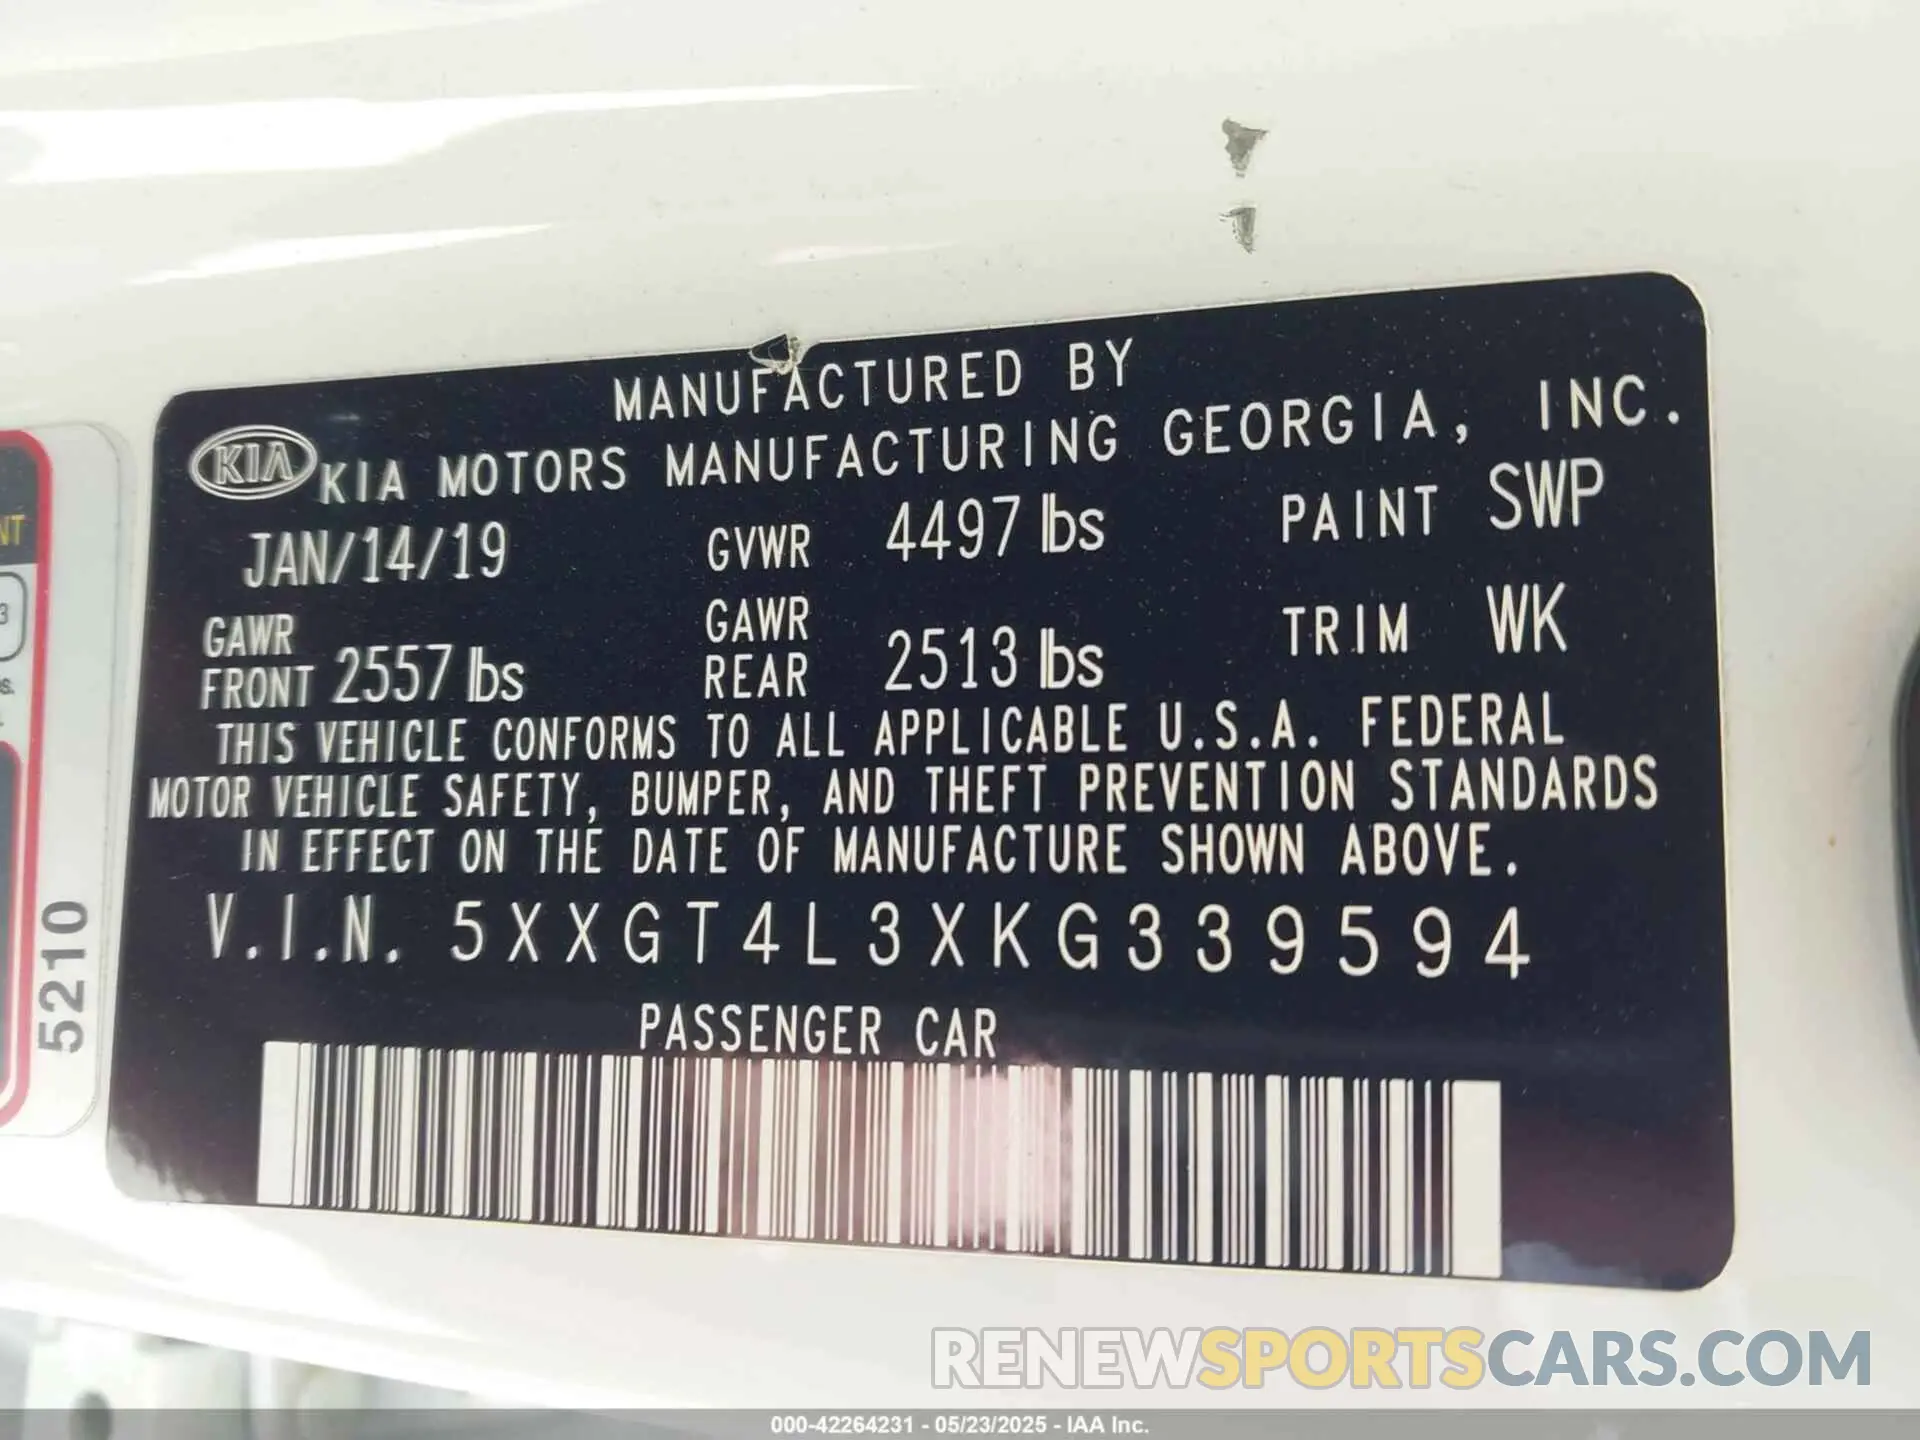 MANUFACTURED BY
KIA KIA MOTORS MANUFACTURING GEORGIA, INC.
JAN/14/19 GVWR 4497 lbs PAINT SWP
GAWR FRONT 2557 lbs GAWR REAR 2513 lbs TRIM WK
THIS VEHICLE CONFORMS TO ALL APPLICABLE U.S.A. FEDERAL
MOTOR VEHICLE SAFETY, BUMPER, AND THEFT PREVENTION STANDARDS
IN EFFECT ON THE DATE OF MANUFACTURE SHOWN ABOVE.
V.I.N. 5XXGT4L3XKG339594
PASSENGER CAR
5210
NT
3
RENEWSPORTSCARS.COM
000-42264231 - 05/23/2025 - IAA Inc.